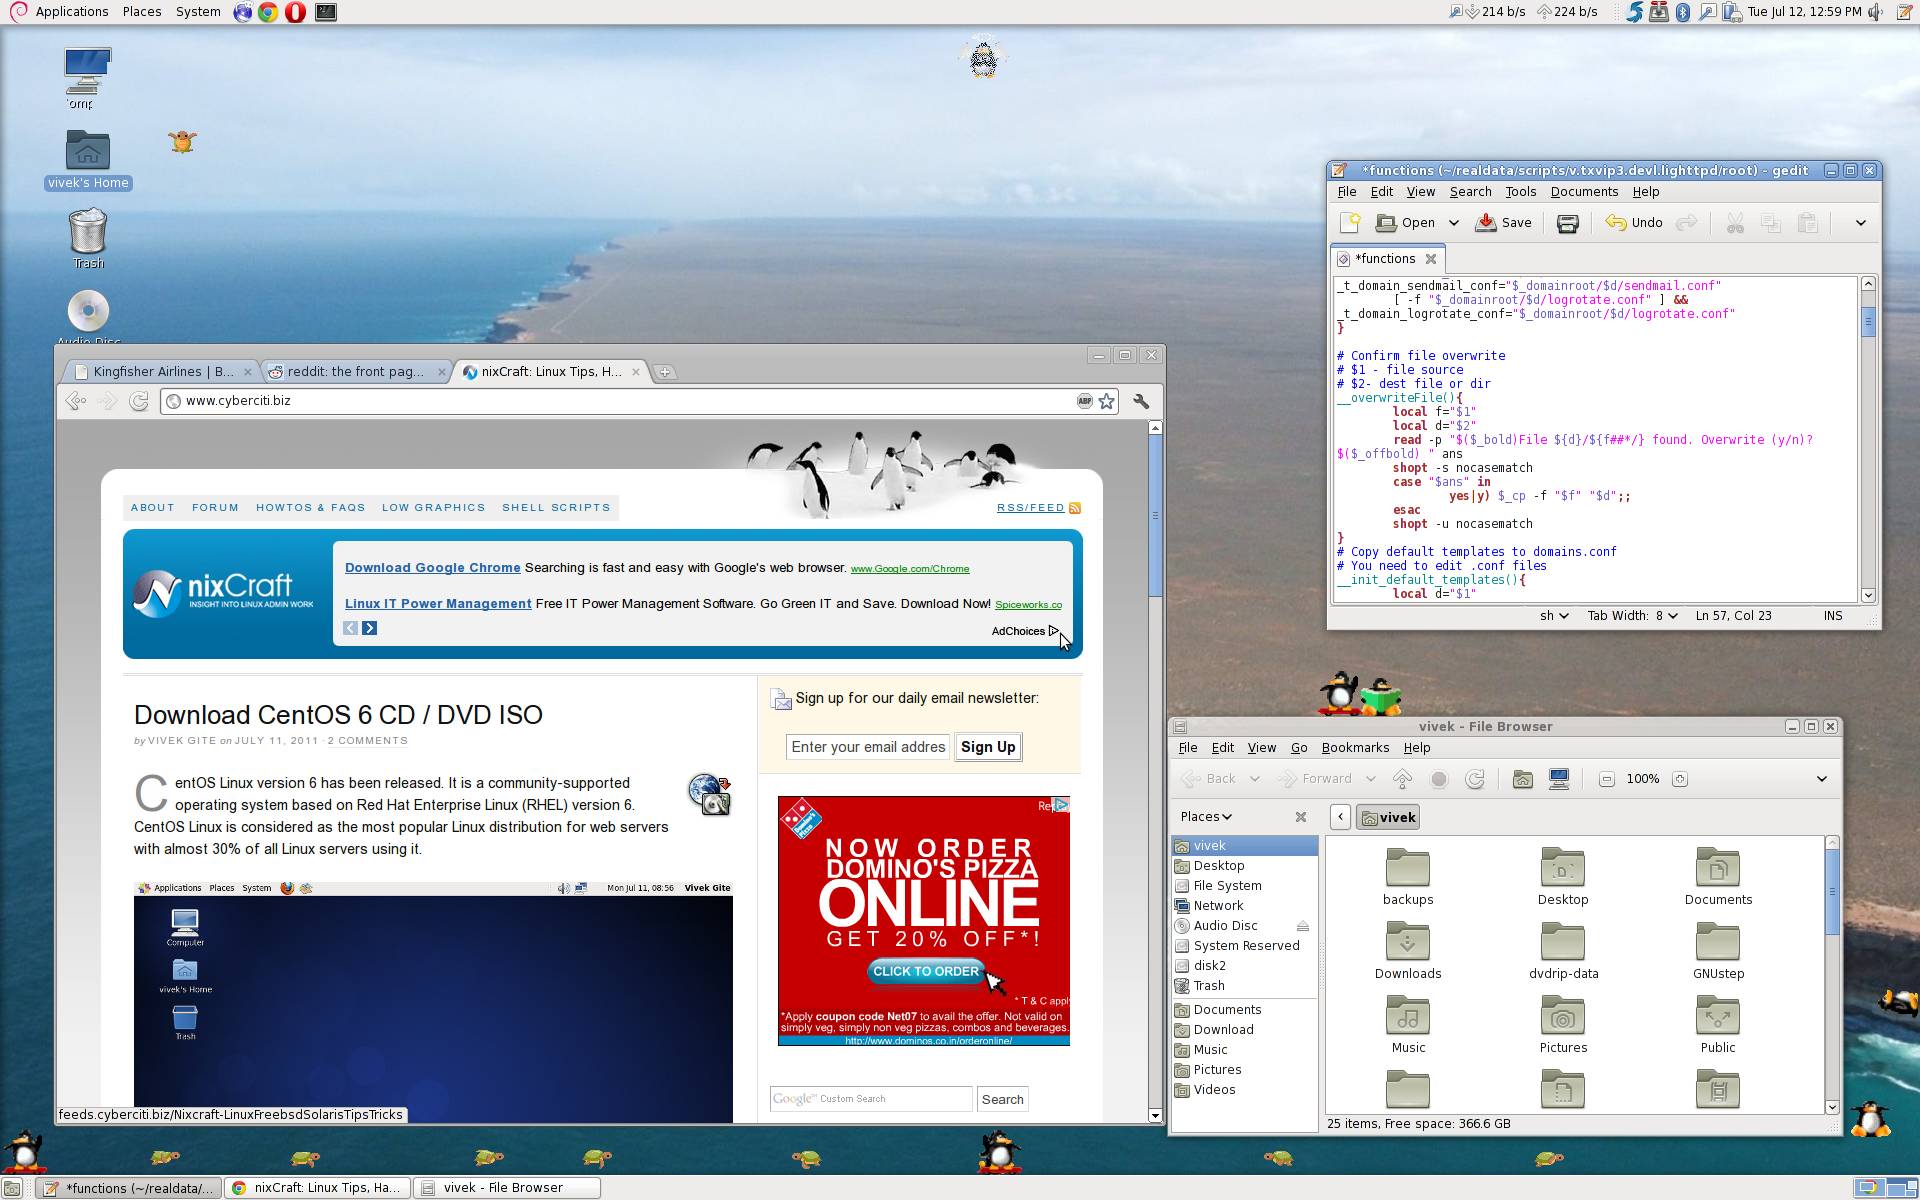 Applications Places System
214 b/s 224 b/s Tue Jul 12, 12:59 PM
vivek's Home
Trash
Kingfisher Airlines | B...
reddit: the front pag...
nixCraft: Linux Tips, H...
www.cyberciti.biz
ABP
ABOUT FORUM HOWTOS & FAQS LOW GRAPHICS SHELL SCRIPTS
RSS/FEED
nixCraft
INSIGHT INTO LINUX ADMIN WORK
Download Google Chrome Searching is fast and easy with Google's web browser. www.Google.com/Chrome
Linux IT Power Management Free IT Power Management Software. Go Green IT and Save. Download Now! Spiceworks.co
AdChoices
Download CentOS 6 CD / DVD ISO
by VIVEK GITE on JULY 11, 2011 · 2 COMMENTS
CentOS Linux version 6 has been released. It is a community-supported
operating system based on Red Hat Enterprise Linux (RHEL) version 6.
CentOS Linux is considered as the most popular Linux distribution for web servers
with almost 30% of all Linux servers using it.
Applications Places System Mon Jul 11, 08:56 Vivek Gite
Computer
vivek's Home
Trash
Sign up for our daily email newsletter:
Enter your email addres
Sign Up
Domino's Pizza
NOW ORDER
DOMINO'S PIZZA
ONLINE
GET 20% OFF*!
CLICK TO ORDER
* T & C appl
*Apply coupon code Net07 to avail the offer. Not valid on
simply veg, simply non veg pizzas, combos and beverages.
http://www.dominos.co.in/orderonline/
Google™ Custom Search
Search
feeds.cyberciti.biz/Nixcraft-LinuxFreebsdSolarisTipsTricks
*functions (~/realdata/scripts/v.txvip3.devl.lighttpd/root) - gedit
File Edit View Search Tools Documents Help
Open Save Undo
*functions
_t_domain_sendmail_conf="$_domainroot/$d/sendmail.conf"
[ -f "$_domainroot/$d/logrotate.conf" ] &&
_t_domain_logrotate_conf="$_domainroot/$d/logrotate.conf"
}
# Confirm file overwrite
# $1 - file source
# $2- dest file or dir
__overwriteFile(){
local f="$1"
local d="$2"
read -p "$($_bold)File ${d}/${f##*/} found. Overwrite (y/n)?
$($_offbold) " ans
shopt -s nocasematch
case "$ans" in
yes|y) $_cp -f "$f" "$d";;
esac
shopt -u nocasematch
}
# Copy default templates to domains.conf
# You need to edit .conf files
__init_default_templates(){
local d="$1"
sh Tab Width: 8 Ln 57, Col 23 INS
vivek - File Browser
File Edit View Go Bookmarks Help
Back Forward 100%
Places
vivek
vivek
Desktop
File System
Network
Audio Disc
System Reserved
disk2
Trash
Documents
Download
Music
Pictures
Videos
backups Desktop Documents
Downloads dvdrip-data GNUstep
Music Pictures Public
25 items, Free space: 366.6 GB
*functions (~/realdata/...
nixCraft: Linux Tips, Ha...
vivek - File Browser